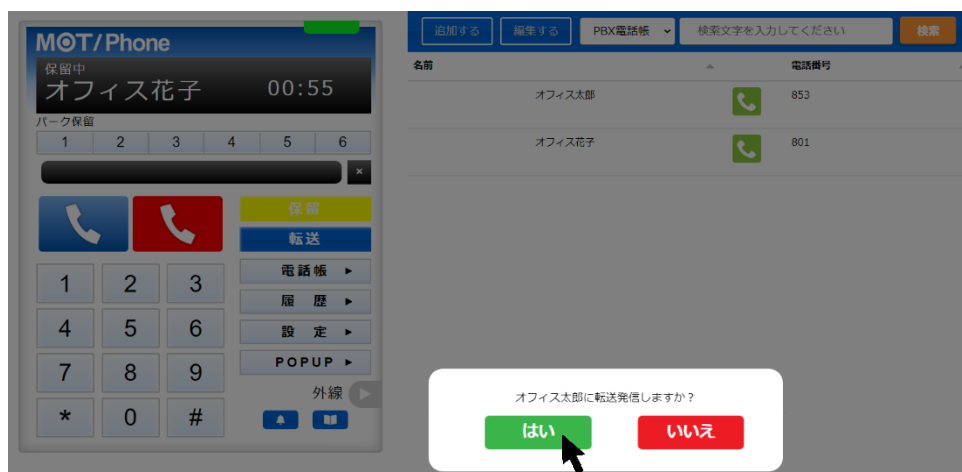 MOT/Phone
保留中
オフィス花子 00:55
パーク保留
1 2 3 4 5 6
×
保留
転送
電話帳
履 歴
設 定
POPUP
外線
1 2 3
4 5 6
7 8 9
* 0 #
追加する 編集する PBX電話帳 検索文字を入力してください 検索
名前 電話番号
オフィス太郎 853
オフィス花子 801
オフィス太郎に転送発信しますか？
はい いいえ